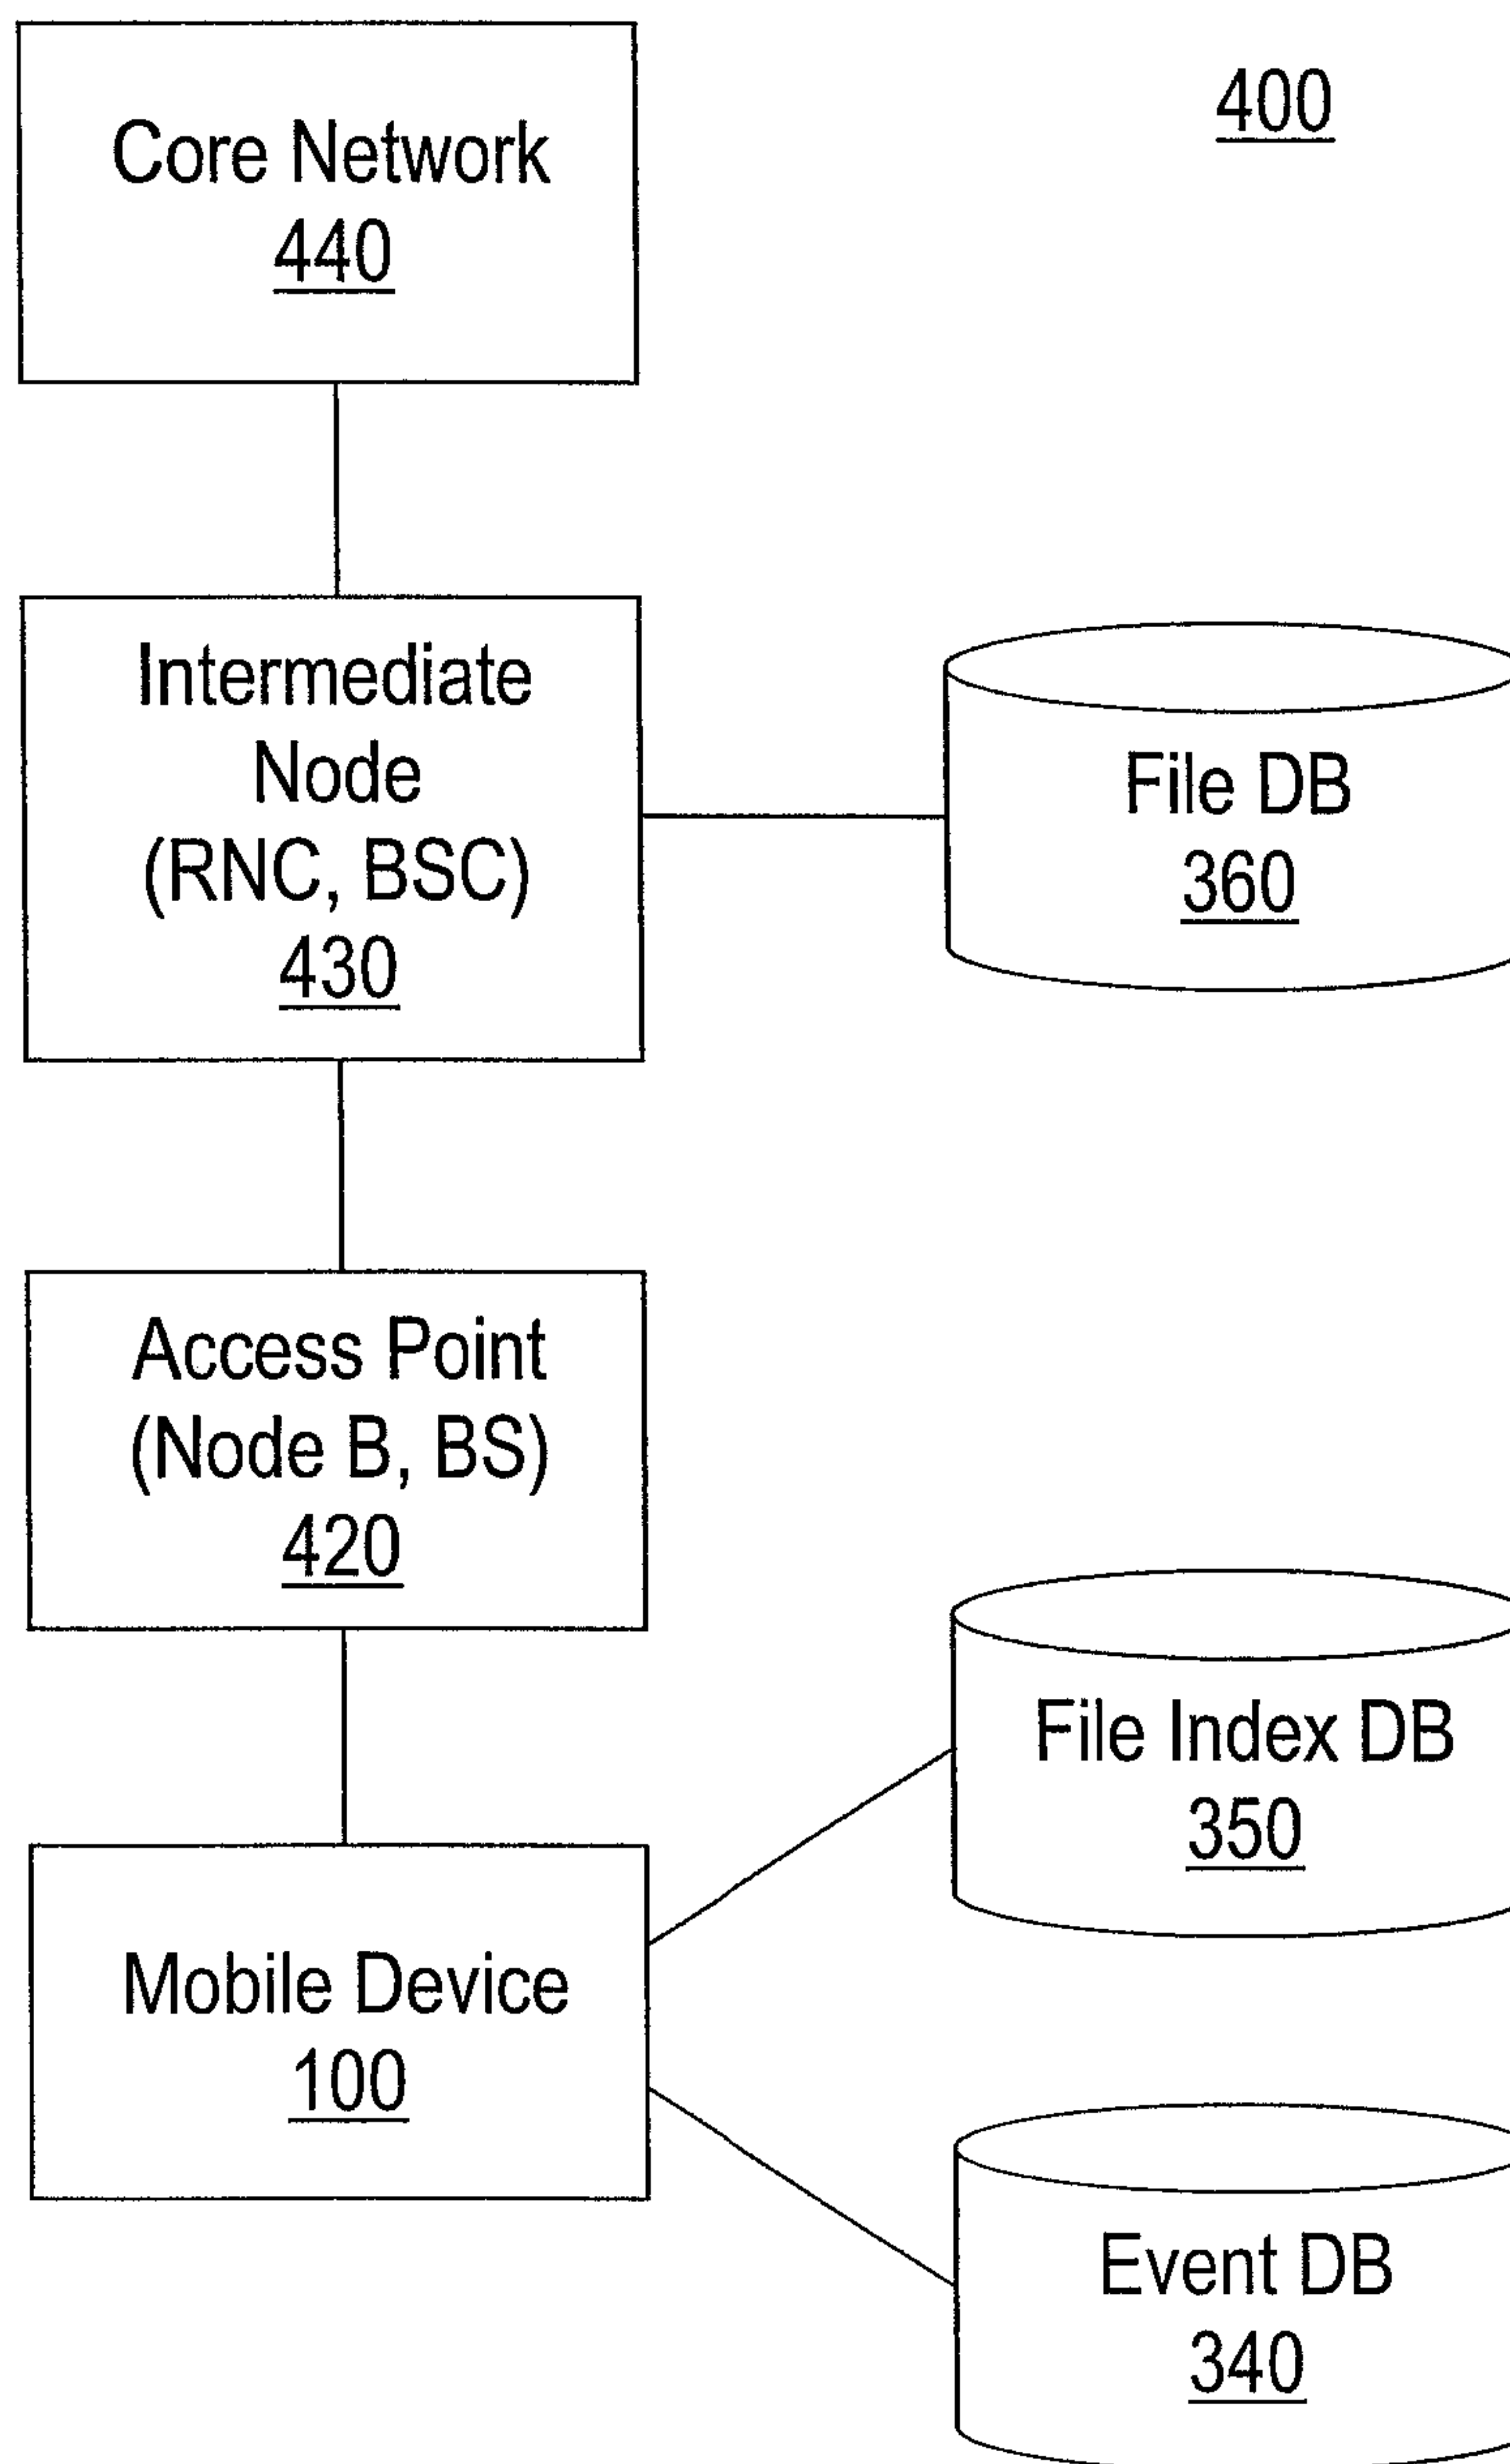 400
Core Network
440
Intermediate
Node
(RNC, BSC)
430
File DB
360
Access Point
(Node B, BS)
420
File Index DB
350
Mobile Device
100
Event DB
340